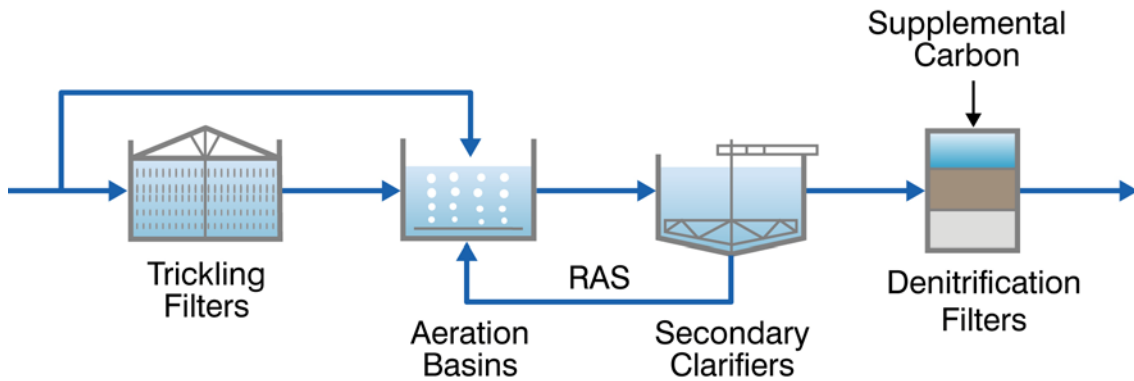 Supplemental
Carbon
Trickling
Filters
RAS
Aeration
Basins
Secondary
Clarifiers
Denitrification
Filters